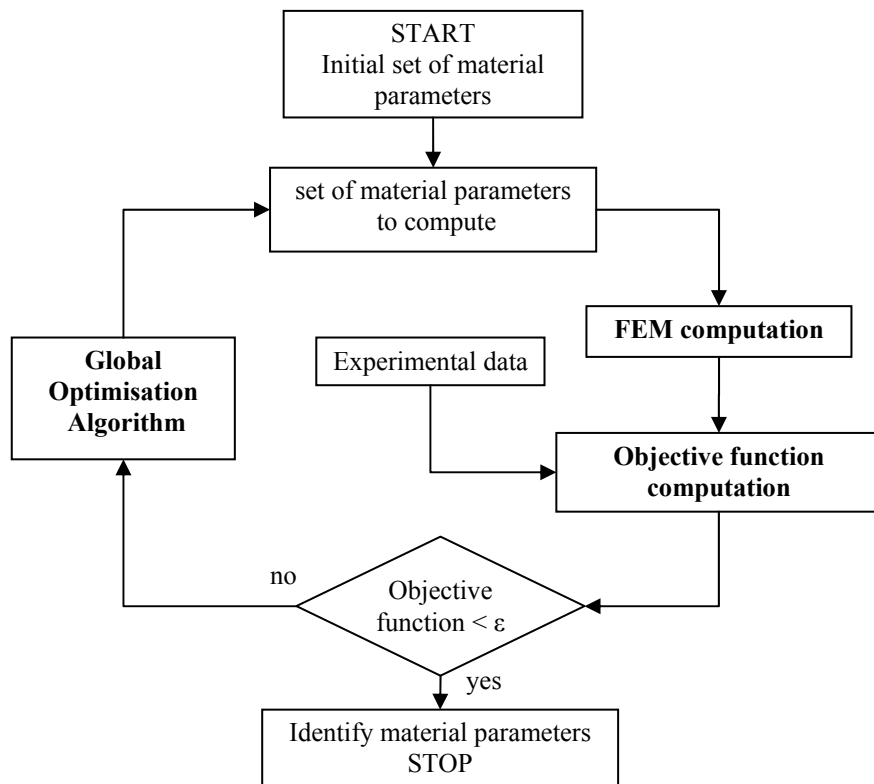 START
Initial set of material
parameters
set of material parameters
to compute
FEM computation
Global
Optimisation
Algorithm
Experimental data
Objective function
computation
no
Objective
function < ε
yes
Identify material parameters
STOP